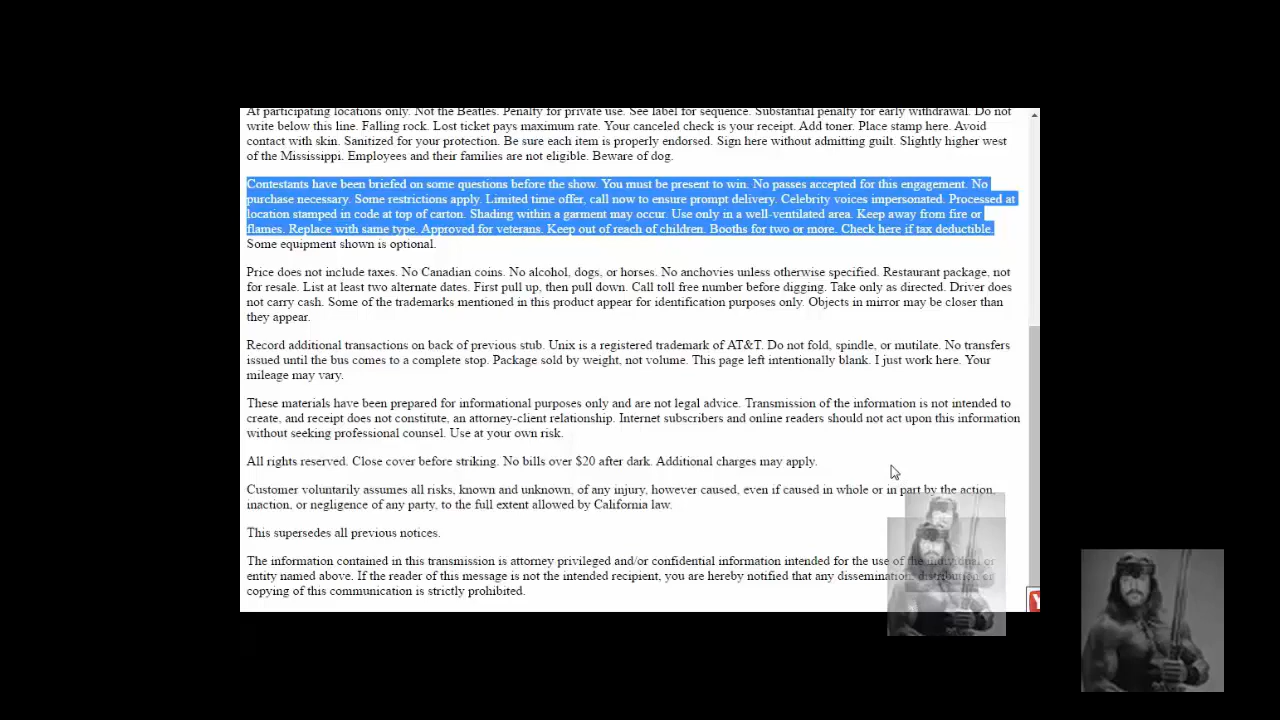 At participating locations only. Not the Beatles. Penalty for private use. See label for sequence. Substantial penalty for early withdrawal. Do not
write below this line. Falling rock. Lost ticket pays maximum rate. Your canceled check is your receipt. Add toner. Place stamp here. Avoid
contact with skin. Sanitized for your protection. Be sure each item is properly endorsed. Sign here without admitting guilt. Slightly higher west
of the Mississippi. Employees and their families are not eligible. Beware of dog.
Contestants have been briefed on some questions before the show. You must be present to win. No passes accepted for this engagement. No
purchase necessary. Some restrictions apply. Limited time offer, call now to ensure prompt delivery. Celebrity voices impersonated. Processed at
location stamped in code at top of carton. Shading within a garment may occur. Use only in a well-ventilated area. Keep away from fire or
flames. Replace with same type. Approved for veterans. Keep out of reach of children. Booths for two or more. Check here if tax deductible.
Some equipment shown is optional.
Price does not include taxes. No Canadian coins. No alcohol, dogs, or horses. No anchovies unless otherwise specified. Restaurant package, not
for resale. List at least two alternate dates. First pull up, then pull down. Call toll free number before digging. Take only as directed. Driver does
not carry cash. Some of the trademarks mentioned in this product appear for identification purposes only. Objects in mirror may be closer than
they appear.
Record additional transactions on back of previous stub. Unix is a registered trademark of AT&T. Do not fold, spindle, or mutilate. No transfers
issued until the bus comes to a complete stop. Package sold by weight, not volume. This page left intentionally blank. I just work here. Your
mileage may vary.
These materials have been prepared for informational purposes only and are not legal advice. Transmission of the information is not intended to
create, and receipt does not constitute, an attorney-client relationship. Internet subscribers and online readers should not act upon this information
without seeking professional counsel. Use at your own risk.
All rights reserved. Close cover before striking. No bills over $20 after dark. Additional charges may apply.
Customer voluntarily assumes all risks, known and unknown, of any injury, however caused, even if caused in whole or in part by the action,
inaction, or negligence of any party, to the full extent allowed by California law.
This supersedes all previous notices.
The information contained in this transmission is attorney privileged and/or confidential information intended for the use of the individual or
entity named above. If the reader of this message is not the intended recipient, you are hereby notified that any dissemination, distribution or
copying of this communication is strictly prohibited.